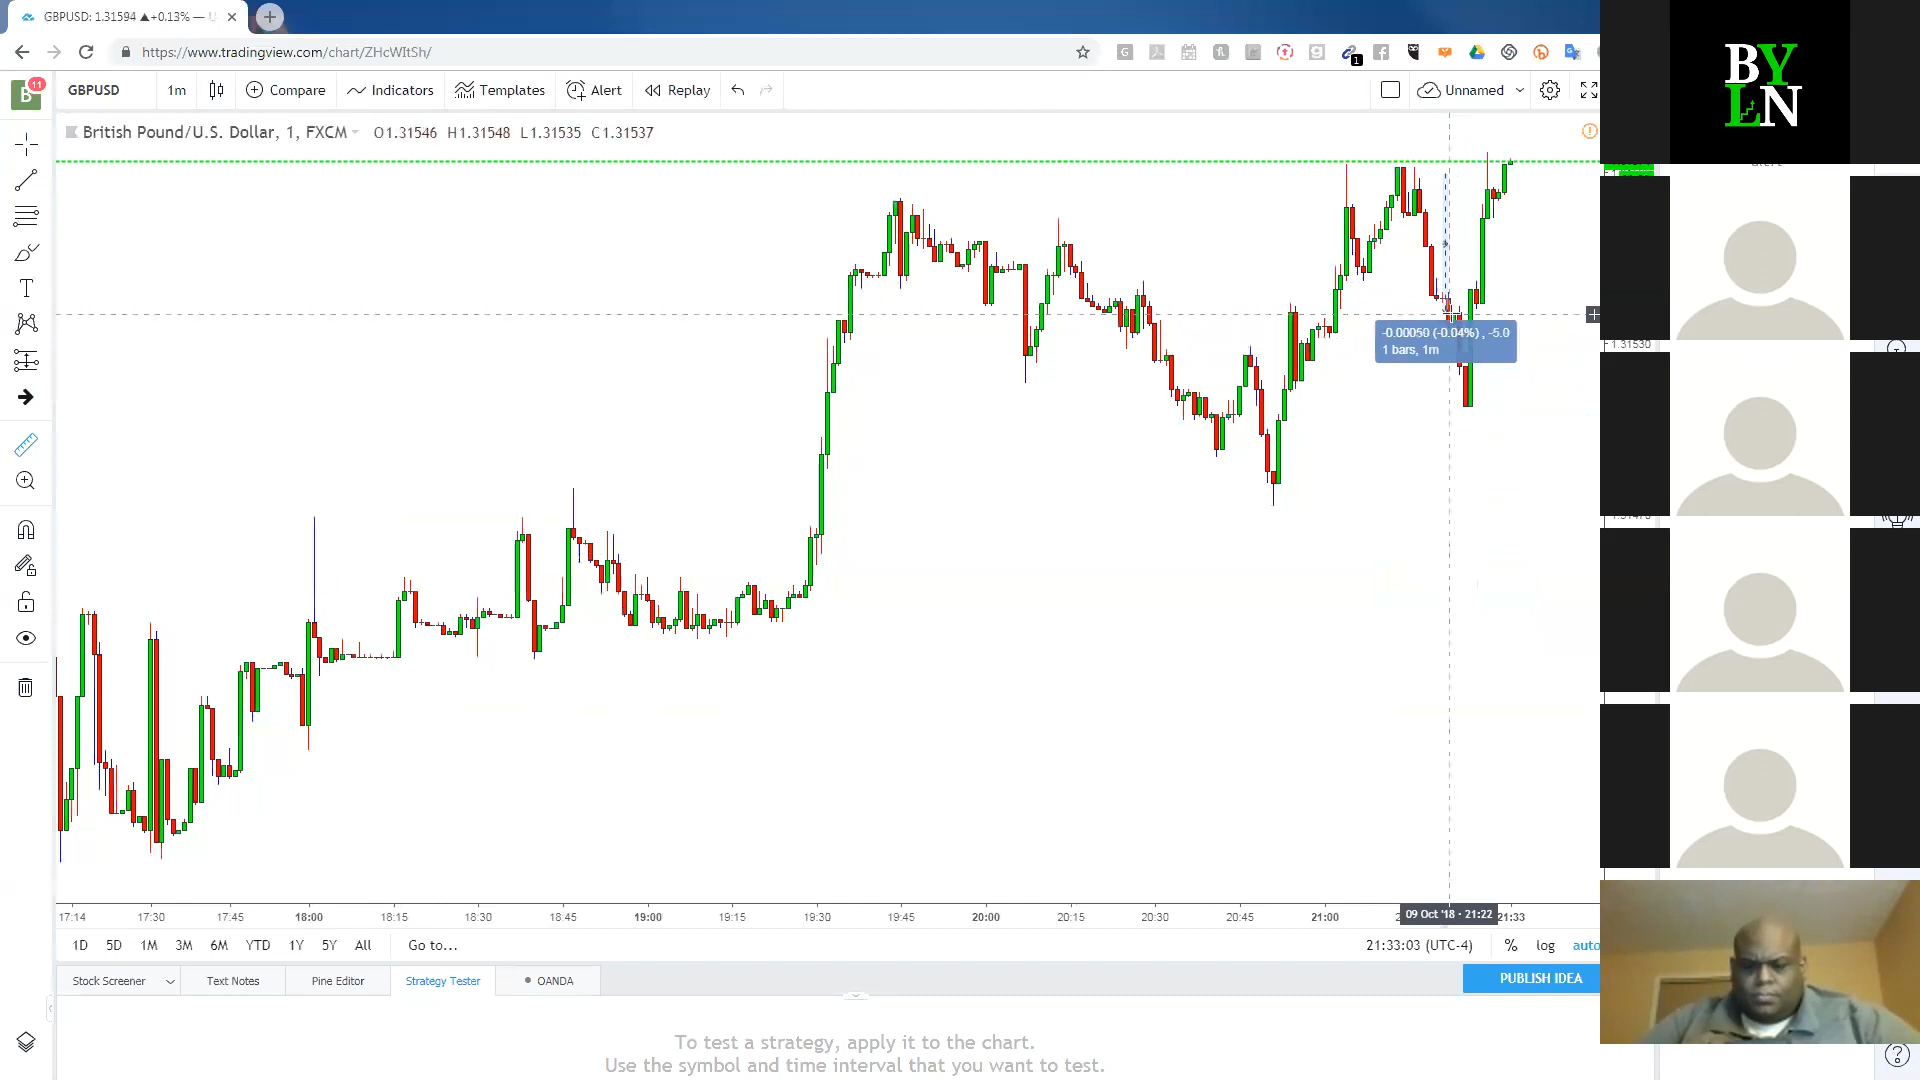 GBPUSD: 1.31594 ▲+0.13% — U
https://www.tradingview.com/chart/ZHcWItSh/
1
B 11
GBPUSD 1m Compare Indicators Templates Alert Replay Unnamed
British Pound/U.S. Dollar, 1, FXCM O1.31546 H1.31548 L1.31535 C1.31537
BY
LN
alert
-0.00050 (-0.04%) , -5.0
1 bars, 1m
1.31530
17:14 17:30 17:45 18:00 18:15 18:30 18:45 19:00 19:15 19:30 19:45 20:00 20:15 20:30 20:45 21:00 09 Oct '18 - 21:22 21:33
1D 5D 1M 3M 6M YTD 1Y 5Y All Go to... 21:33:03 (UTC-4) % log auto
Stock Screener Text Notes Pine Editor Strategy Tester OANDA PUBLISH IDEA
To test a strategy, apply it to the chart.
Use the symbol and time interval that you want to test.